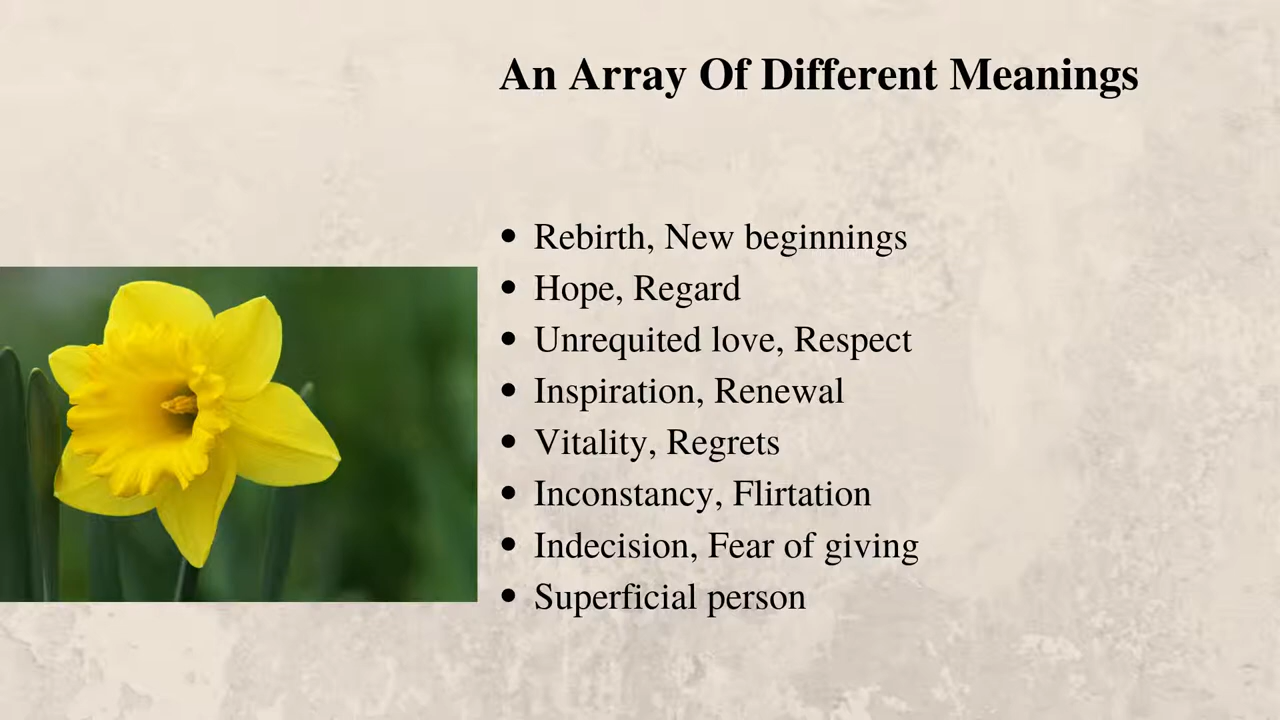 An Array Of Different Meanings
• Rebirth, New beginnings
• Hope, Regard
• Unrequited love, Respect
• Inspiration, Renewal
• Vitality, Regrets
• Inconstancy, Flirtation
• Indecision, Fear of giving
• Superficial person